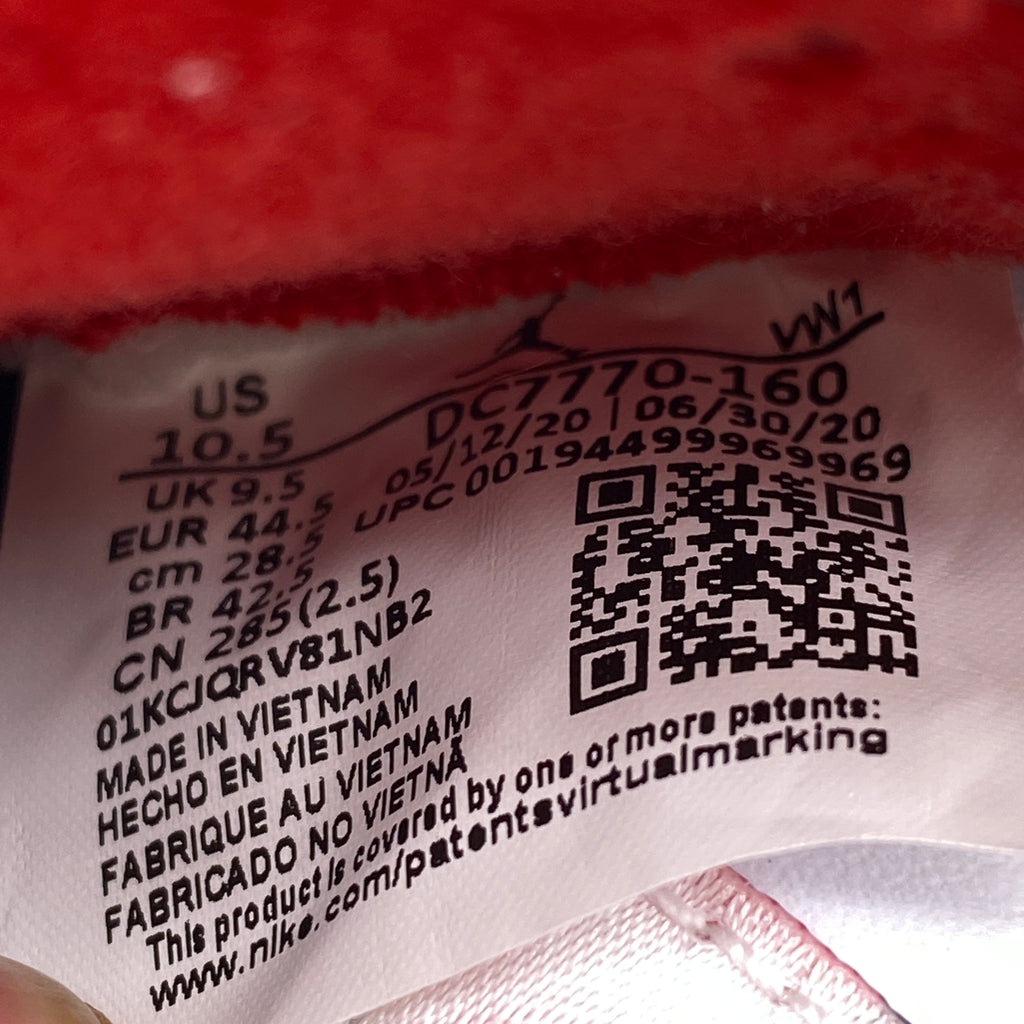 VW1
US
10.5
DC7770-160
05/12/20 | 06/30/20
UPC 00194499969969
UK 9.5
EUR 44.5
cm 28.5
BR 42.5
CN 285(2.5)
01KCJQRV81NB2
MADE IN VIETNAM
HECHO EN VIETNAM
FABRIQUE AU VIETNAM
FABRICADO NO VIETNÃ
This product is covered by one or more patents:
www.nike.com/patentsvirtualmarking